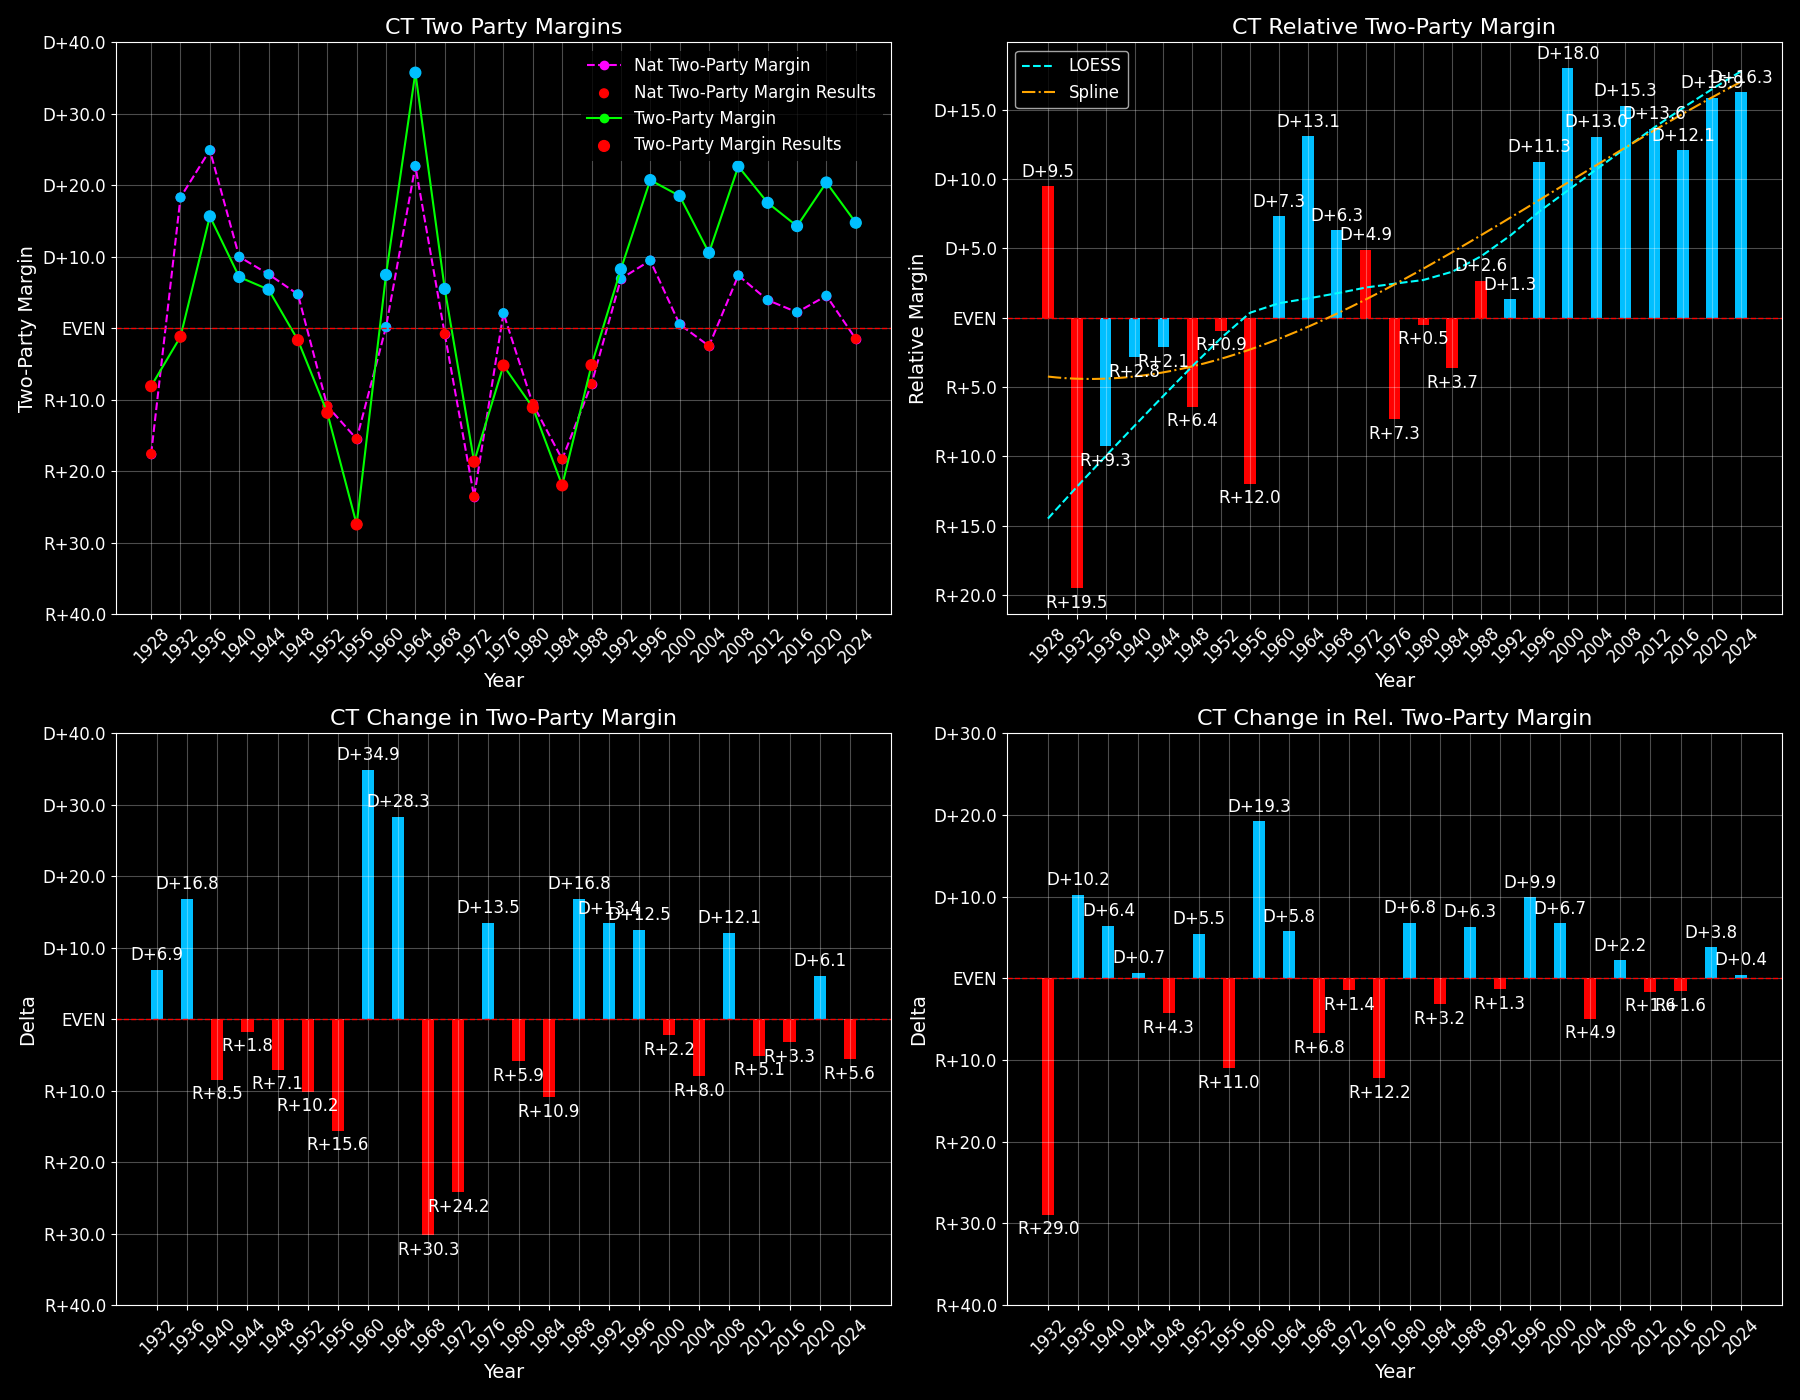 CT Two Party Margins
Two-Party Margin
D+40.0
D+30.0
D+20.0
D+10.0
EVEN
R+10.0
R+20.0
R+30.0
R+40.0
Nat Two-Party Margin
Nat Two-Party Margin Results
Two-Party Margin
Two-Party Margin Results
1928 1932 1936 1940 1944 1948 1952 1956 1960 1964 1968 1972 1976 1980 1984 1988 1992 1996 2000 2004 2008 2012 2016 2020 2024
Year
CT Relative Two-Party Margin
Relative Margin
D+15.0
D+10.0
D+5.0
EVEN
R+5.0
R+10.0
R+15.0
R+20.0
LOESS
Spline
D+9.5
R+19.5
R+9.3
R+2.8
R+2.1
R+6.4
R+0.9
R+12.0
D+7.3
D+13.1
D+6.3
D+4.9
R+7.3
R+0.5
R+3.7
D+2.6
D+1.3
D+11.3
D+18.0
D+13.0
D+15.3
D+13.6
D+12.1
D+15.9
D+16.3
1928 1932 1936 1940 1944 1948 1952 1956 1960 1964 1968 1972 1976 1980 1984 1988 1992 1996 2000 2004 2008 2012 2016 2020 2024
Year
CT Change in Two-Party Margin
Delta
D+40.0
D+30.0
D+20.0
D+10.0
EVEN
R+10.0
R+20.0
R+30.0
R+40.0
D+6.9
D+16.8
R+8.5
R+1.8
R+7.1
R+10.2
R+15.6
D+34.9
D+28.3
R+30.3
R+24.2
D+13.5
R+5.9
R+10.9
D+16.8
D+13.4
D+12.5
R+2.2
R+8.0
D+12.1
R+5.1
R+3.3
D+6.1
R+5.6
1932 1936 1940 1944 1948 1952 1956 1960 1964 1968 1972 1976 1980 1984 1988 1992 1996 2000 2004 2008 2012 2016 2020 2024
Year
CT Change in Rel. Two-Party Margin
Delta
D+30.0
D+20.0
D+10.0
EVEN
R+10.0
R+20.0
R+30.0
R+40.0
R+29.0
D+10.2
D+6.4
D+0.7
R+4.3
D+5.5
R+11.0
D+19.3
D+5.8
R+6.8
R+1.4
R+12.2
D+6.8
R+3.2
D+6.3
R+1.3
D+9.9
D+6.7
R+4.9
D+2.2
R+1.6
R+1.6
D+3.8
D+0.4
1932 1936 1940 1944 1948 1952 1956 1960 1964 1968 1972 1976 1980 1984 1988 1992 1996 2000 2004 2008 2012 2016 2020 2024
Year